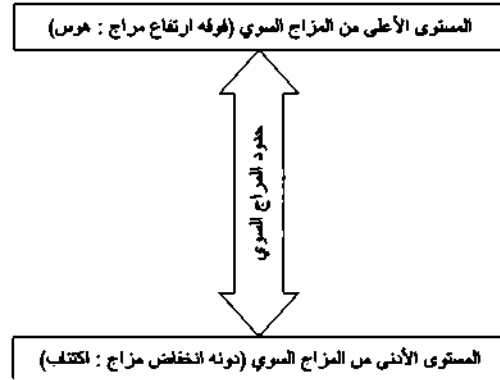 المستوى الأعلى من المزاج السوي (فوقه ارتفاع مزاج : هوس)
حدود المزاج السوي
المستوى الأدنى من المزاج السوي (دونه انخفاض مزاج : اكتئاب)